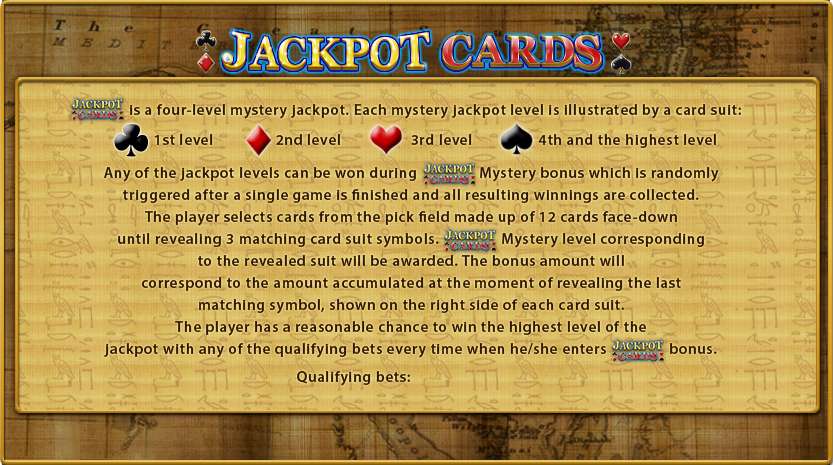 The C
MEDIT
JACKPOT CARDS
JACKPOT CARDS is a four-level mystery jackpot. Each mystery jackpot level is illustrated by a card suit:
1st level 2nd level 3rd level 4th and the highest level
Any of the jackpot levels can be won during JACKPOT CARDS Mystery bonus which is randomly
triggered after a single game is finished and all resulting winnings are collected.
The player selects cards from the pick field made up of 12 cards face-down
until revealing 3 matching card suit symbols. JACKPOT CARDS Mystery level corresponding
to the revealed suit will be awarded. The bonus amount will
correspond to the amount accumulated at the moment of revealing the last
matching symbol, shown on the right side of each card suit.
The player has a reasonable chance to win the highest level of the
jackpot with any of the qualifying bets every time when he/she enters JACKPOT CARDS bonus.
Qualifying bets: